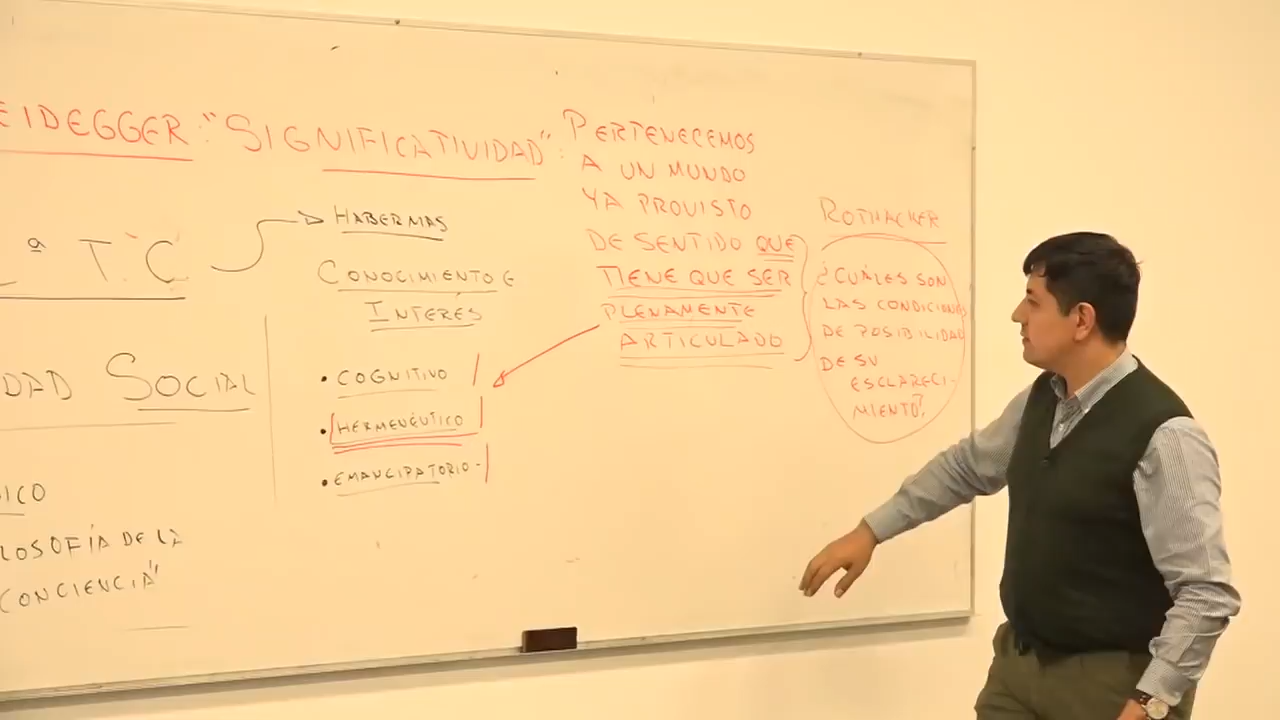 EIDEGGER: "SIGNIFICATIVIDAD":
PERTENECEMOS
A UN MUNDO
YA PROVISTO
DE SENTIDO QUE
TIENE QUE SER
PLENAMENTE
ARTICULADO
ROTHACKER
¿CUÁLES SON
LAS CONDICIONES
DE POSIBILIDAD
DE SU
ESCLARECI-
MIENTO?
ª T.C.
HABERMAS
CONOCIMIENTO E
INTERÉS
• COGNITIVO
• HERMENÉUTICO
• EMANCIPATORIO -
DAD SOCIAL
ICO
LOSOFÍA DE LA
CONCIENCIA"